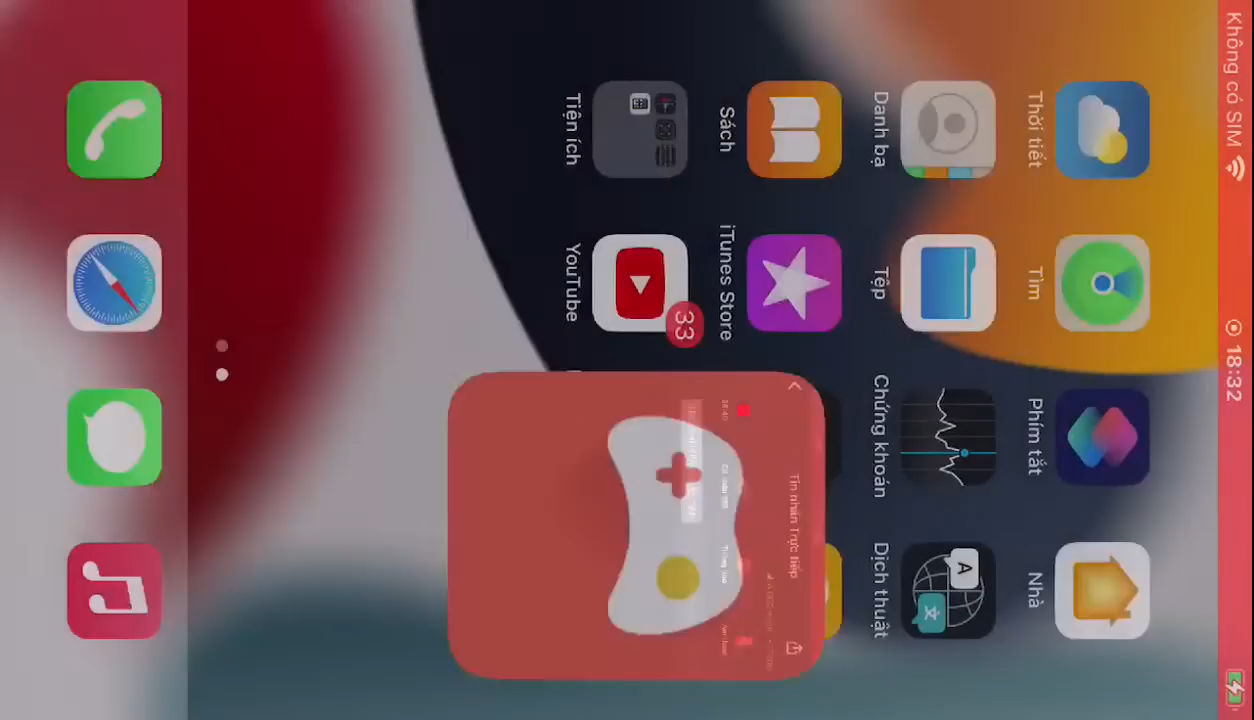 Không có SIM 18:32
Thời tiết Tìm Phím tắt Nhà
Danh bạ Tệp Chứng khoán Dịch thuật
A 文
Sách iTunes Store
33
Tiện ích YouTube
Tin nhắn Trực tiếp